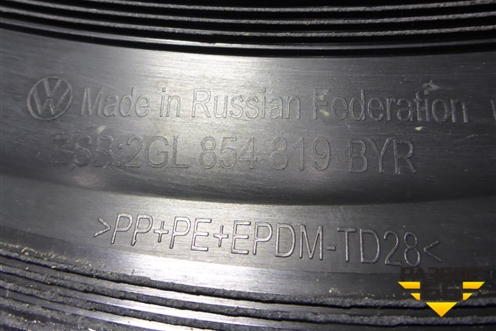 Made in Russian Federation
2GL 854 819 BYR
>PP+PE+EPDM-TD28<